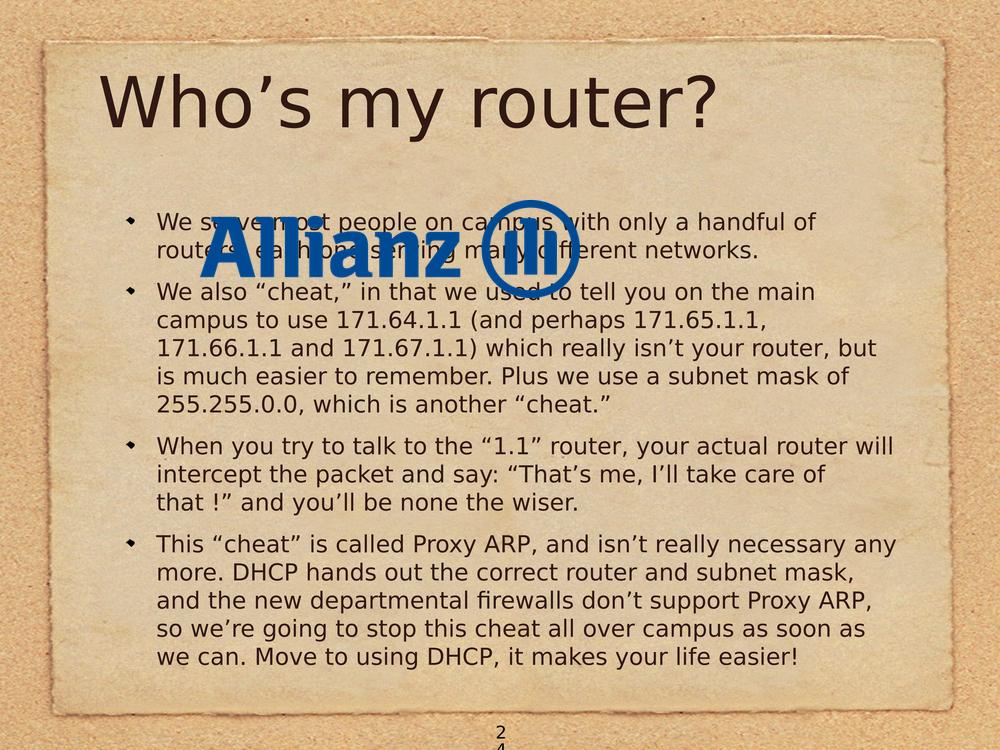 Who’s my router?
We serve most people on campus with only a handful of
routers, each one serving many different networks.
Allianz
We also “cheat,” in that we used to tell you on the main
campus to use 171.64.1.1 (and perhaps 171.65.1.1,
171.66.1.1 and 171.67.1.1) which really isn’t your router, but
is much easier to remember. Plus we use a subnet mask of
255.255.0.0, which is another “cheat.”
When you try to talk to the “1.1” router, your actual router will
intercept the packet and say: “That’s me, I’ll take care of
that !” and you’ll be none the wiser.
This “cheat” is called Proxy ARP, and isn’t really necessary any
more. DHCP hands out the correct router and subnet mask,
and the new departmental firewalls don’t support Proxy ARP,
so we’re going to stop this cheat all over campus as soon as
we can. Move to using DHCP, it makes your life easier!
2
4